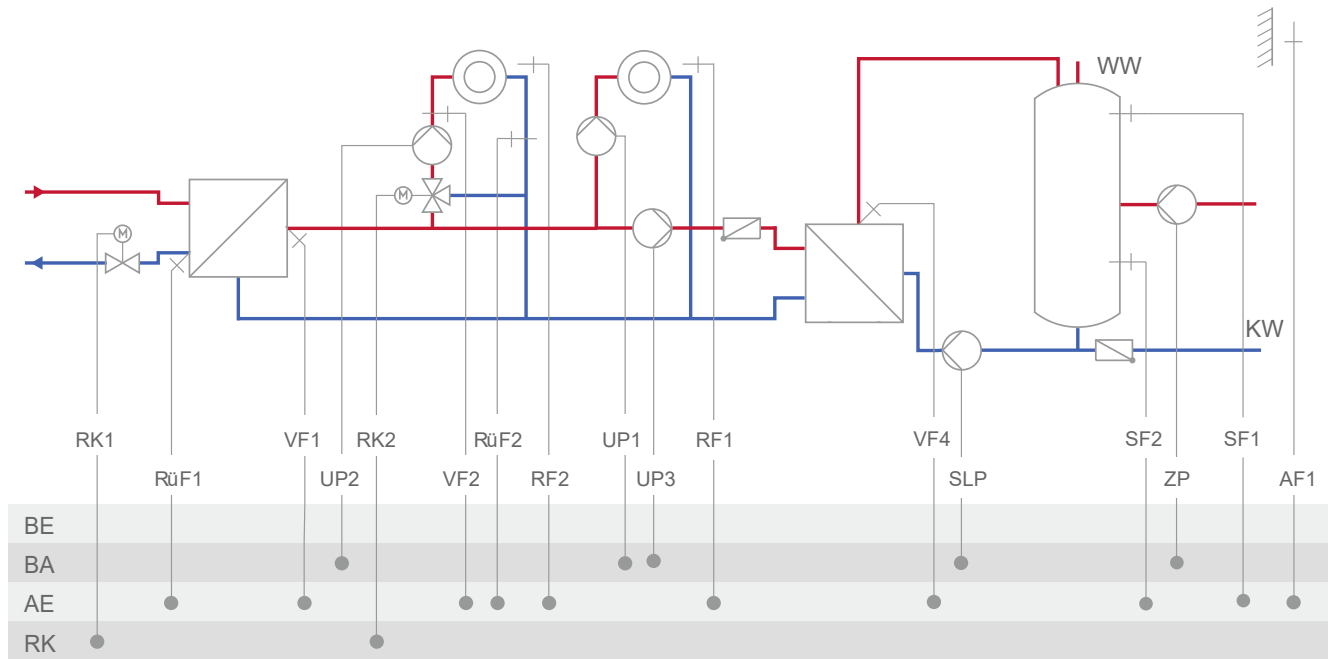 WW
M
M
KW
RK1 VF1 RK2 RüF2 UP1 RF1 VF4 SF2 SF1
RüF1 UP2 VF2 RF2 UP3 SLP ZP AF1
BE
BA
AE
RK